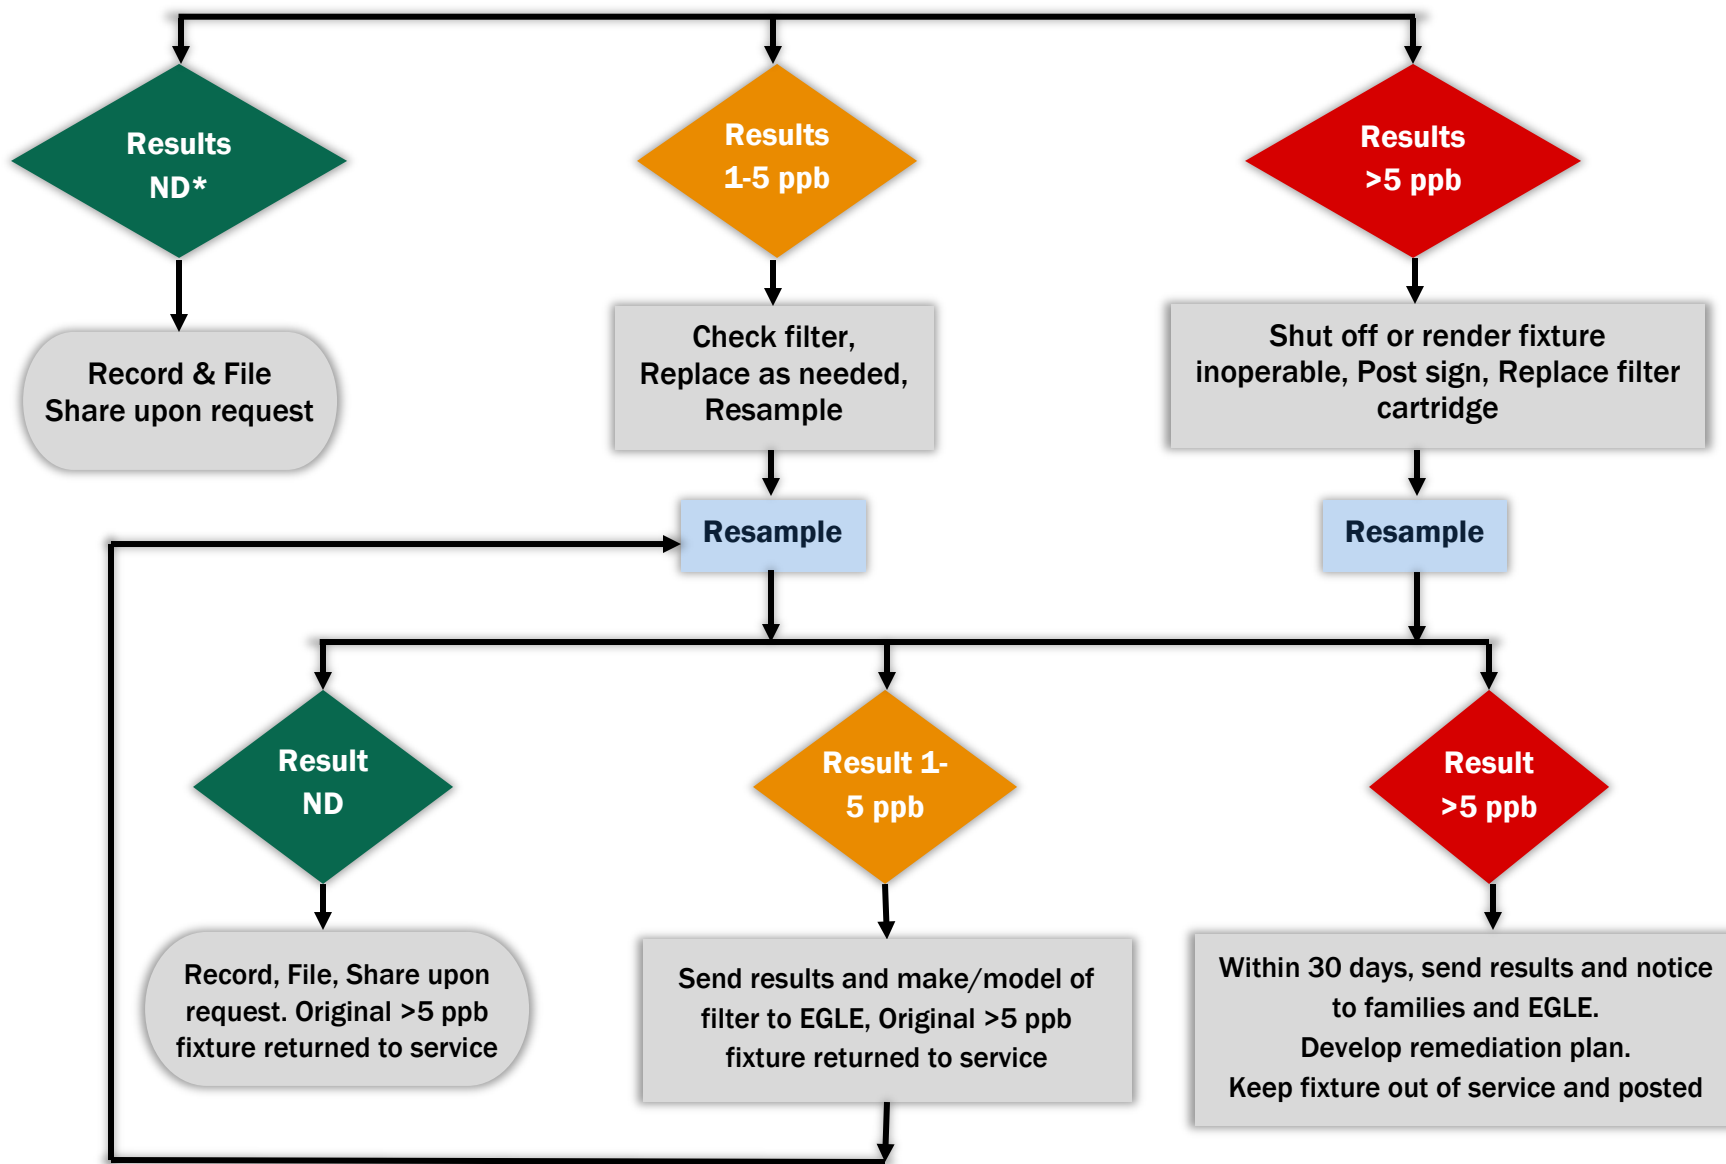 Results
ND*
Results
1-5 ppb
Results
>5 ppb
Record & File
Share upon request
Check filter,
Replace as needed,
Resample
Shut off or render fixture
inoperable, Post sign, Replace filter
cartridge
Resample
Resample
Result
ND
Result 1-
5 ppb
Result
>5 ppb
Record, File, Share upon
request. Original >5 ppb
fixture returned to service
Send results and make/model of
filter to EGLE, Original >5 ppb
fixture returned to service
Within 30 days, send results and notice
to families and EGLE.
Develop remediation plan.
Keep fixture out of service and posted